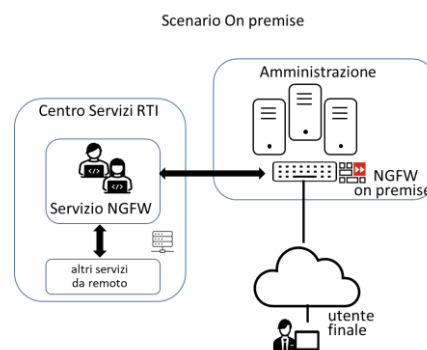 Scenario On premise
Amministrazione
Centro Servizi RTI
Servizio NGFW
NGFW
on premise
altri servizi
da remoto
utente
finale